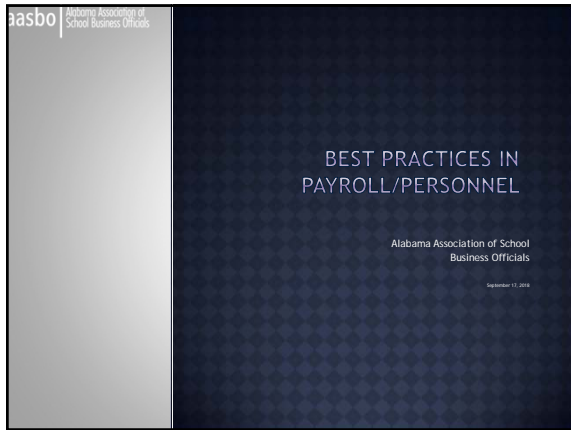 aasbo
Alabama Association of
School Business Officials
BEST PRACTICES IN
PAYROLL/PERSONNEL
Alabama Association of School
Business Officials
September 17, 2018